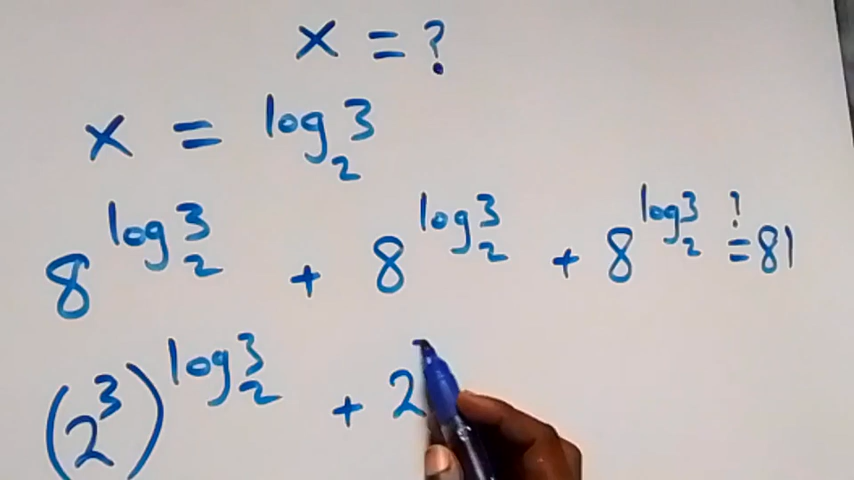 x = ?
x = log₂3
8^(log₂3) + 8^(log₂3) + 8^(log₂3) ?= 81
(2³)^(log₂3) + 2